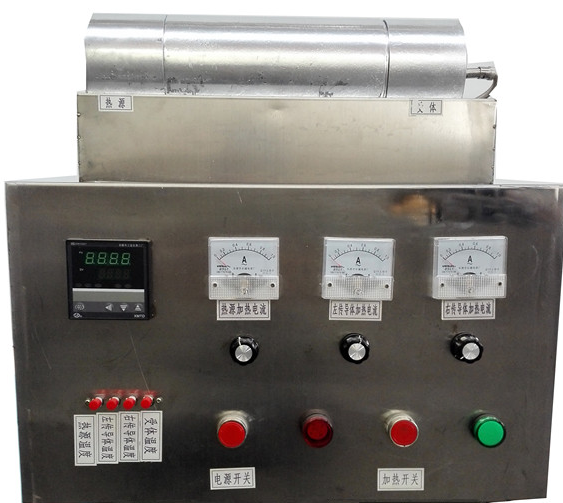 热源
受体
8888
A
A
A
热源加热电流
左传导体加热电流
右传导体加热电流
XMTD
热源温度
左传导体温度
右传导体温度
受体温度
电源开关
加热开关